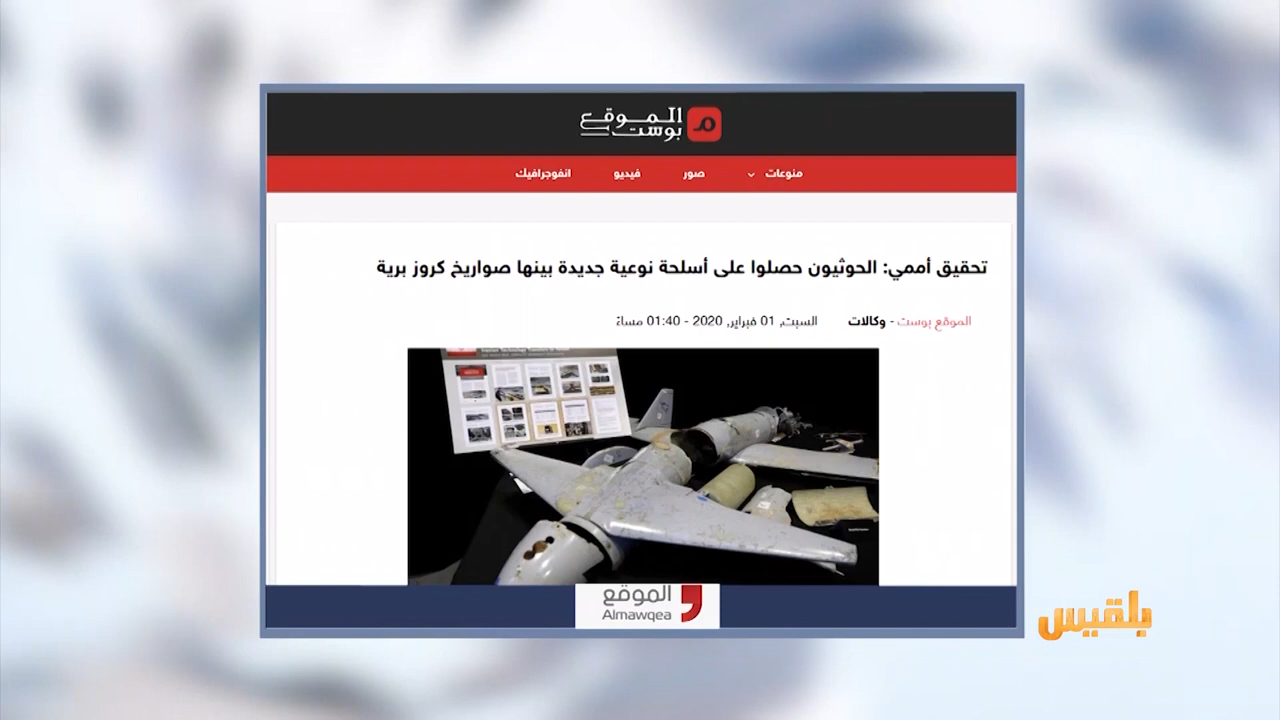 الموقع
بوست
منوعات صور فيديو انفوجرافيك
تحقيق أممي: الحوثيون حصلوا على أسلحة نوعية جديدة بينها صواريخ كروز برية
الموقع بوست - وكالات السبت, 01 فبراير, 2020 - 01:40 مساءً
الموقع
Almawqea
بلقيس